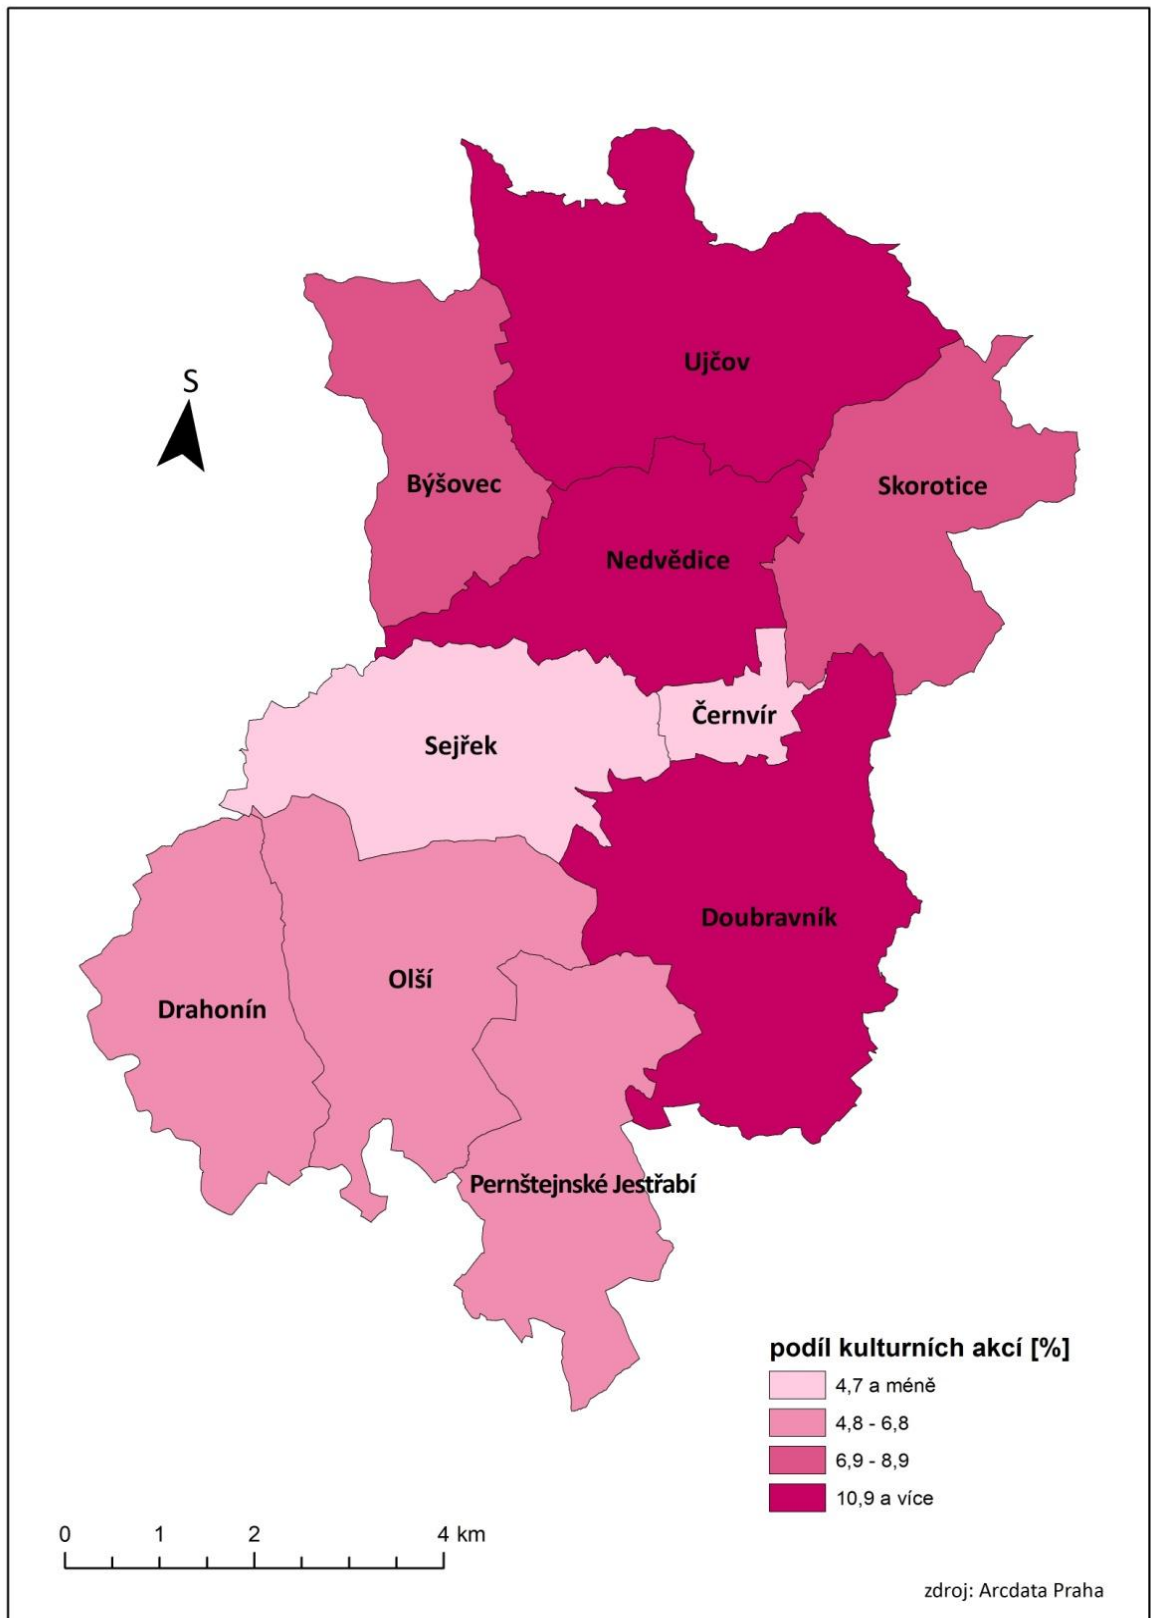 Ujčov
S
Býšovec
Skorotice
Nedvědice
Černvír
Sejřek
Doubravník
Olší
Drahonín
Pernštejnské Jestřabí
podíl kulturních akcí [%]
4,7 a méně
4,8 - 6,8
6,9 - 8,9
10,9 a více
0 1 2 4 km
zdroj: Arcdata Praha